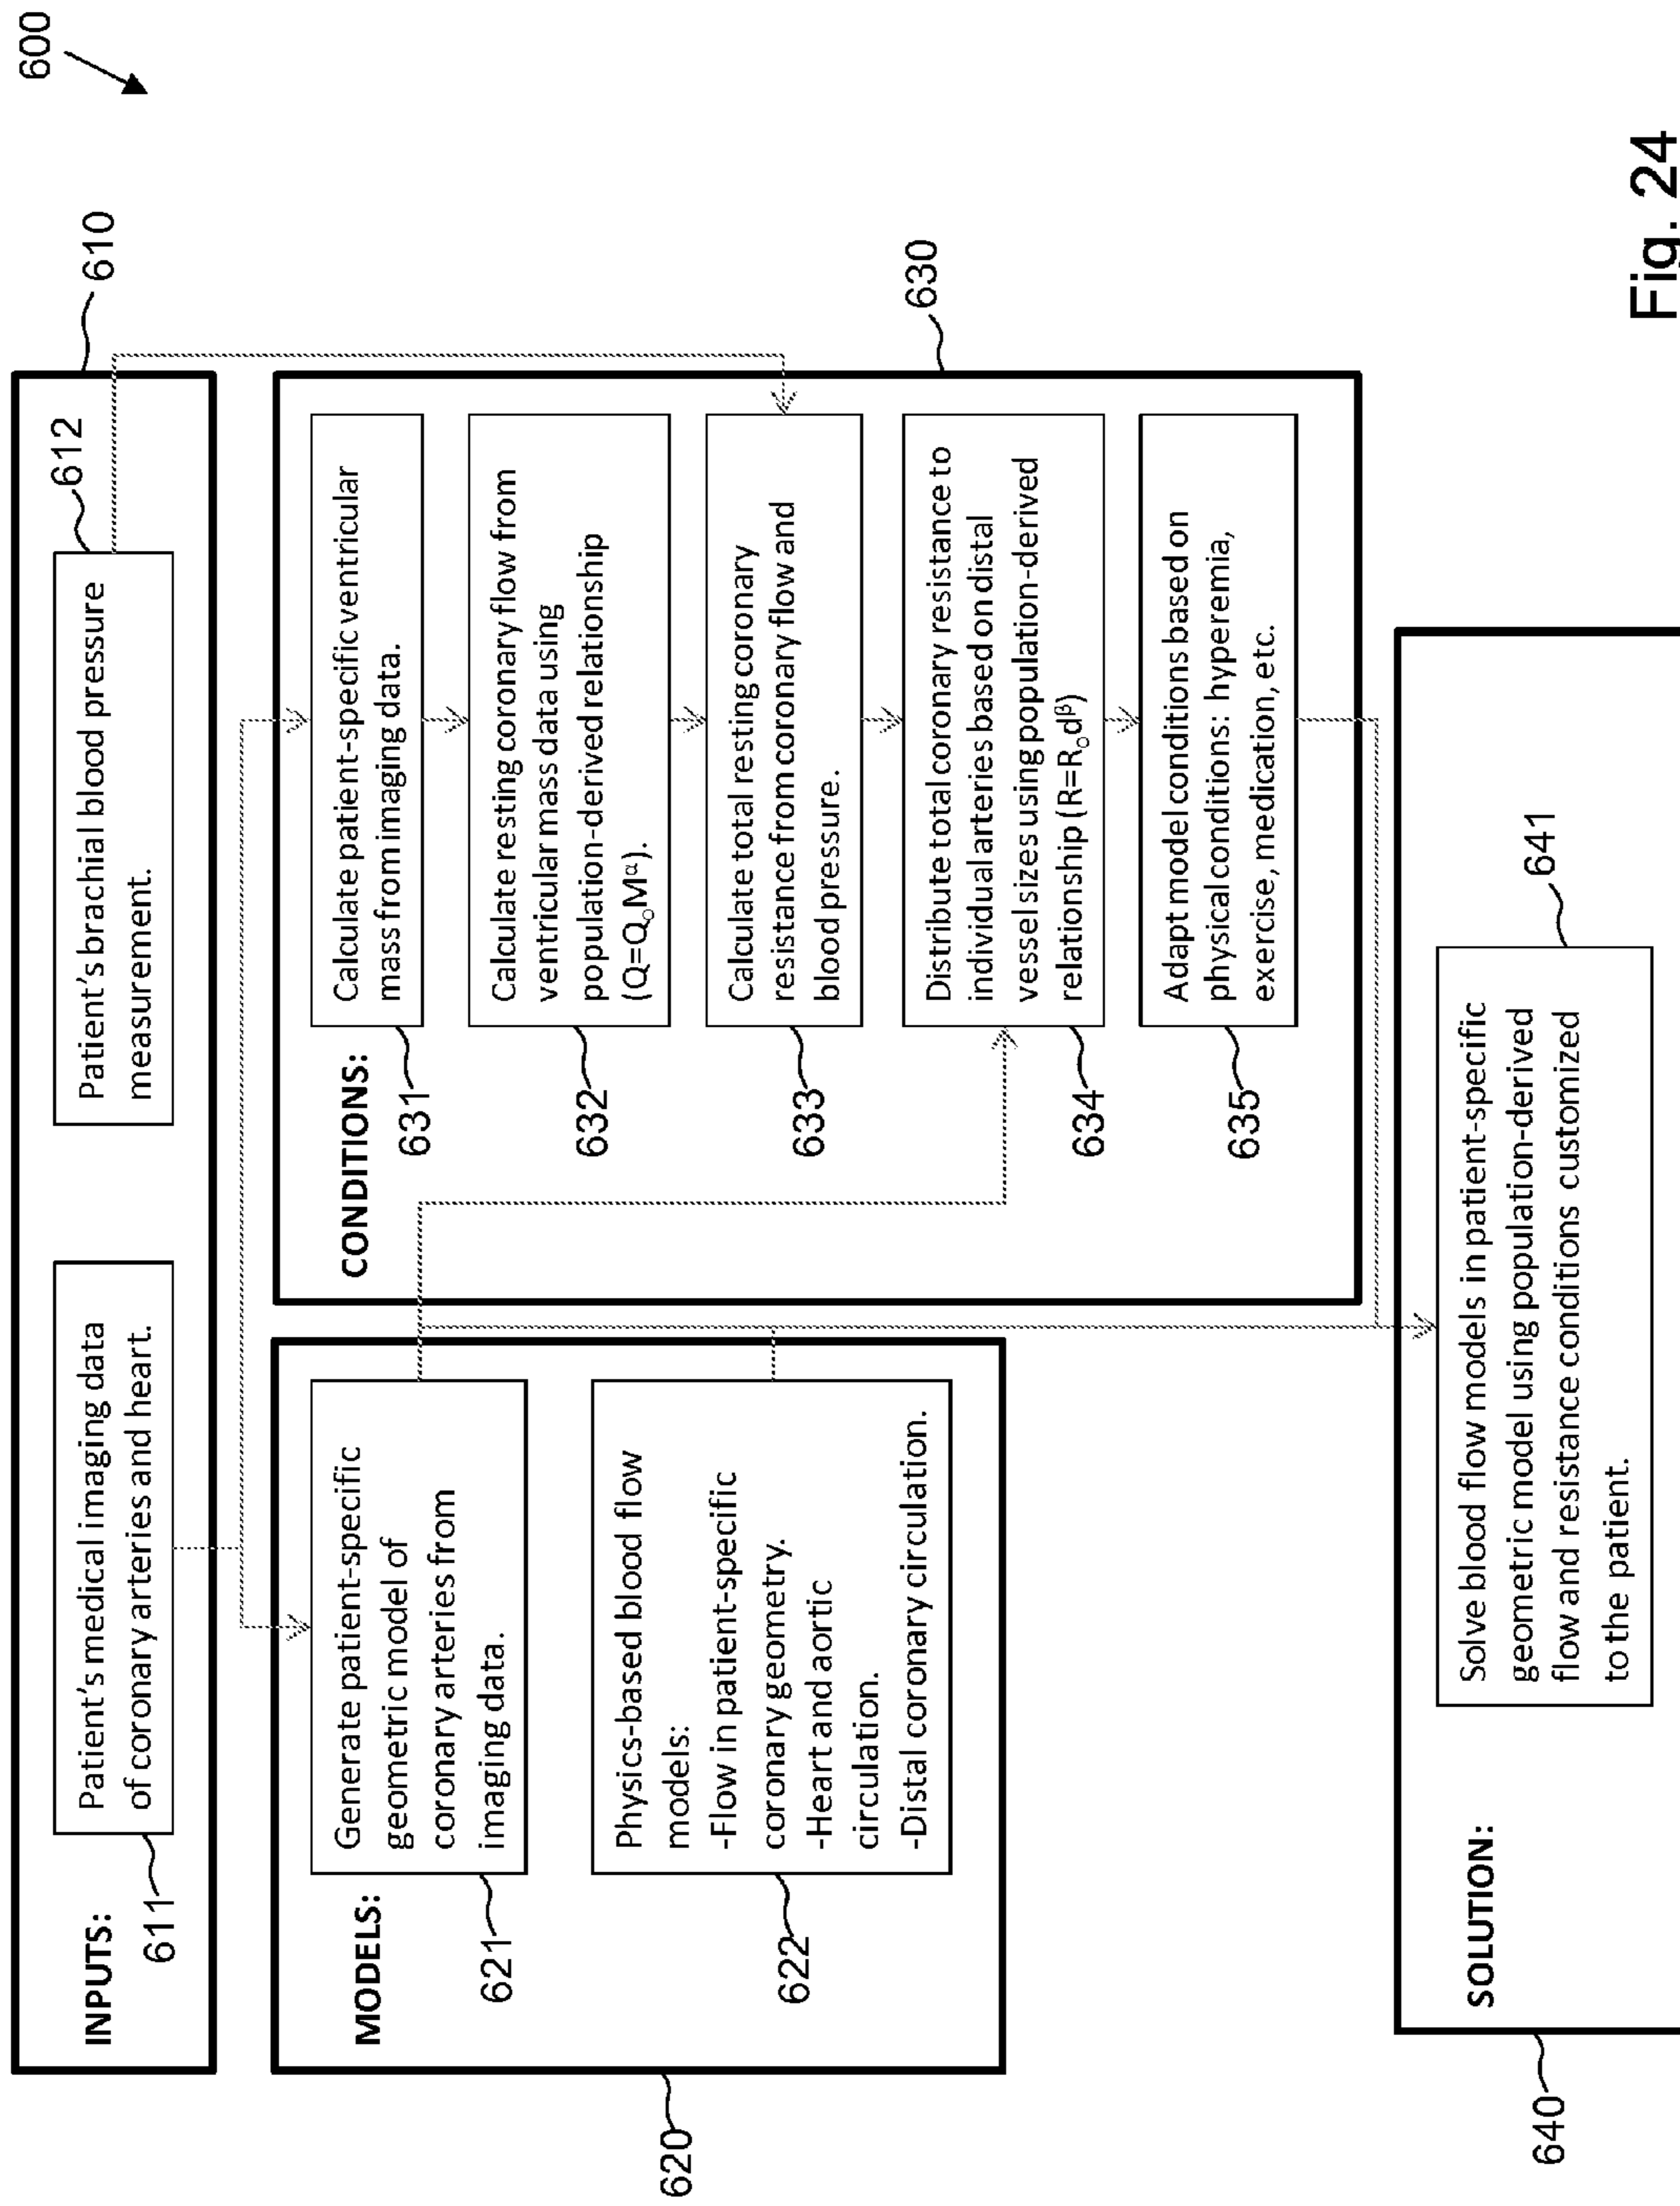 600
610
INPUTS:
611
Patient's medical imaging data
of coronary arteries and heart.
612
Patient's brachial blood pressure
measurement.
620
MODELS:
621
Generate patient-specific
geometric model of
coronary arteries from
imaging data.
622
Physics-based blood flow
models:
-Flow in patient-specific
coronary geometry.
-Heart and aortic
circulation.
-Distal coronary circulation.
630
CONDITIONS:
631
Calculate patient-specific ventricular
mass from imaging data.
632
Calculate resting coronary flow from
ventricular mass data using
population-derived relationship
(Q=Q₀Mᵅ).
633
Calculate total resting coronary
resistance from coronary flow and
blood pressure.
634
Distribute total coronary resistance to
individual arteries based on distal
vessel sizes using population-derived
relationship (R=R₀dᵝ)
635
Adapt model conditions based on
physical conditions: hyperemia,
exercise, medication, etc.
640
SOLUTION:
641
Solve blood flow models in patient-specific
geometric model using population-derived
flow and resistance conditions customized
to the patient.
Fig. 24